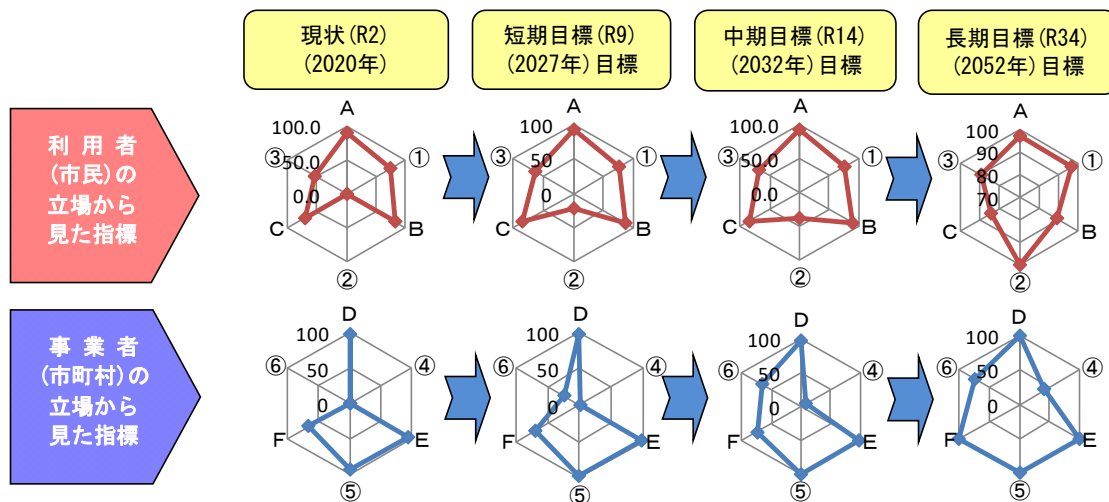 現状(R2)
(2020年)
短期目標(R9)
(2027年)目標
中期目標(R14)
(2032年)目標
長期目標(R34)
(2052年)目標
利用者
(市民)の
立場から
見た指標
A
①
B
②
C
③
100.0
50.0
0.0
A
①
B
②
C
③
100
50
0
A
①
B
②
C
③
100.0
50.0
0.0
A
①
B
②
C
③
100
90
80
70
事業者
(市町村)の
立場から
見た指標
D
④
E
⑤
F
⑥
100
50
0
D
④
E
⑤
F
⑥
100
50
0
D
④
E
⑤
F
⑥
100
50
0
D
④
E
⑤
F
⑥
100
50
0